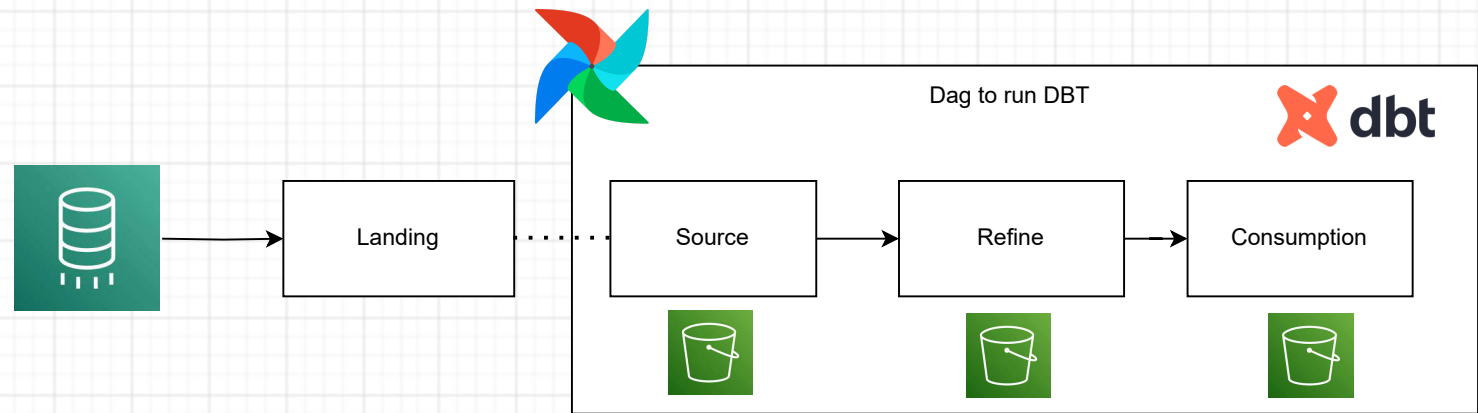 Dag to run DBT
dbt
Landing
Source
Refine
Consumption